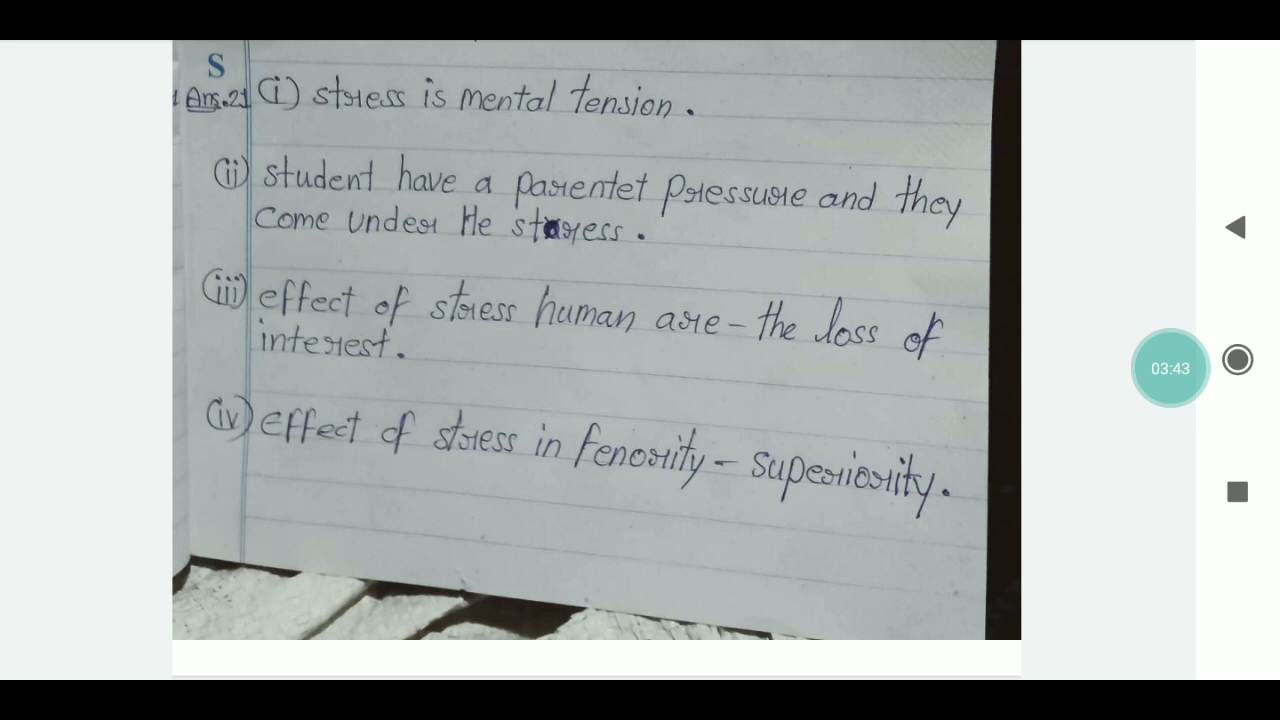 S
Ans.21 (i) stress is mental tension.
(ii) student have a parentet pressure and they
come under He stress.
(iii) effect of stress human are – the loss of
interest.
03:43
(iv) effect of stress in fenority – superiority.